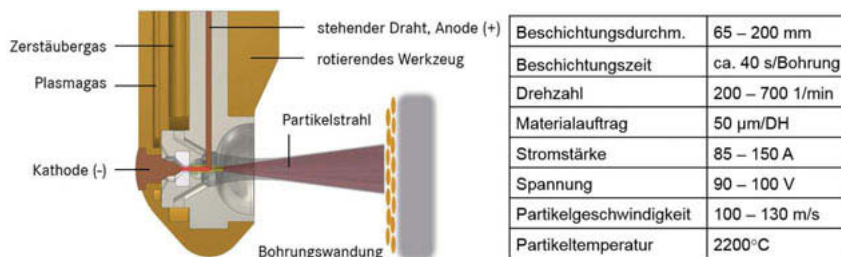 Zerstäubergas
Plasmagas
Kathode (-)
stehender Draht, Anode (+)
rotierendes Werkzeug
Partikelstrahl
Bohrungswandung
Beschichtungsdurchm. 65 – 200 mm
Beschichtungszeit ca. 40 s/Bohrung
Drehzahl 200 – 700 1/min
Materialauftrag 50 µm/DH
Stromstärke 85 – 150 A
Spannung 90 – 100 V
Partikelgeschwindigkeit 100 – 130 m/s
Partikeltemperatur 2200°C